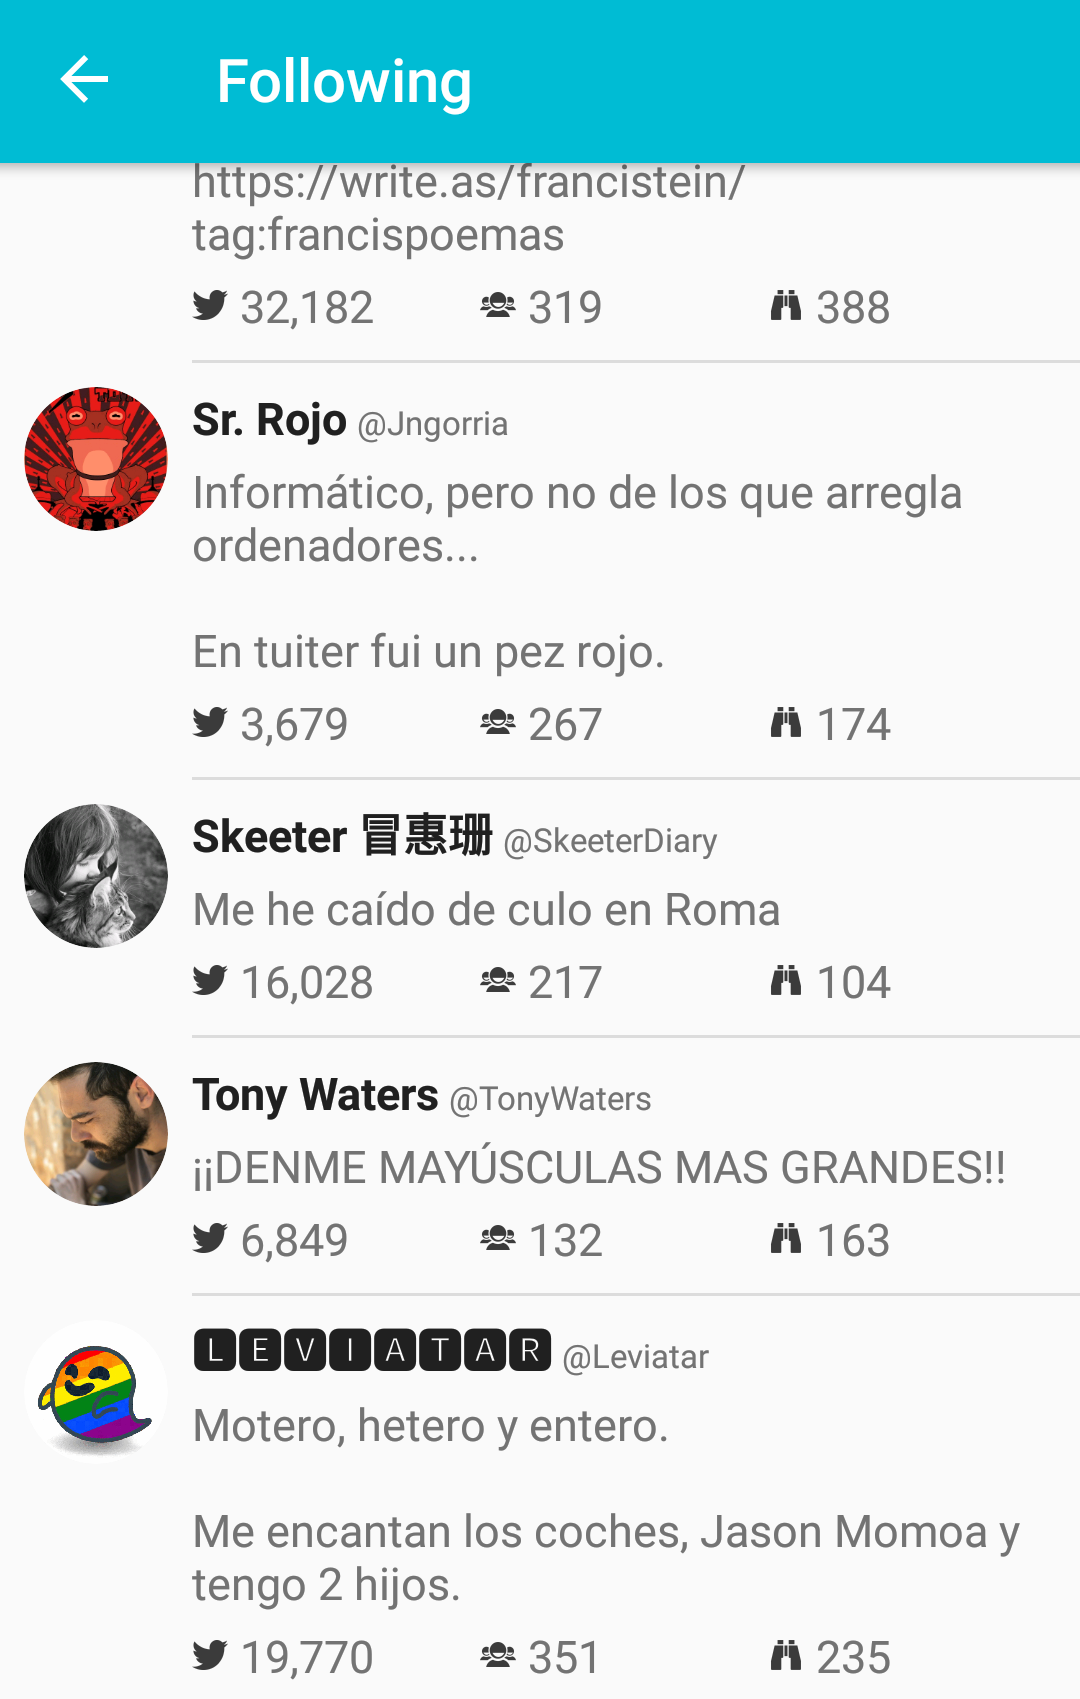 Following
https://write.as/francistein/
tag:francispoemas
32,182 319 388
Sr. Rojo @Jngorria
Informático, pero no de los que arregla
ordenadores...
En tuiter fui un pez rojo.
3,679 267 174
Skeeter 冒惠珊 @SkeeterDiary
Me he caído de culo en Roma
16,028 217 104
Tony Waters @TonyWaters
¡¡DENME MAYÚSCULAS MAS GRANDES!!
6,849 132 163
🅻🅴🆅🅸🅰🆃🅰🆁 @Leviatar
Motero, hetero y entero.
Me encantan los coches, Jason Momoa y
tengo 2 hijos.
19,770 351 235